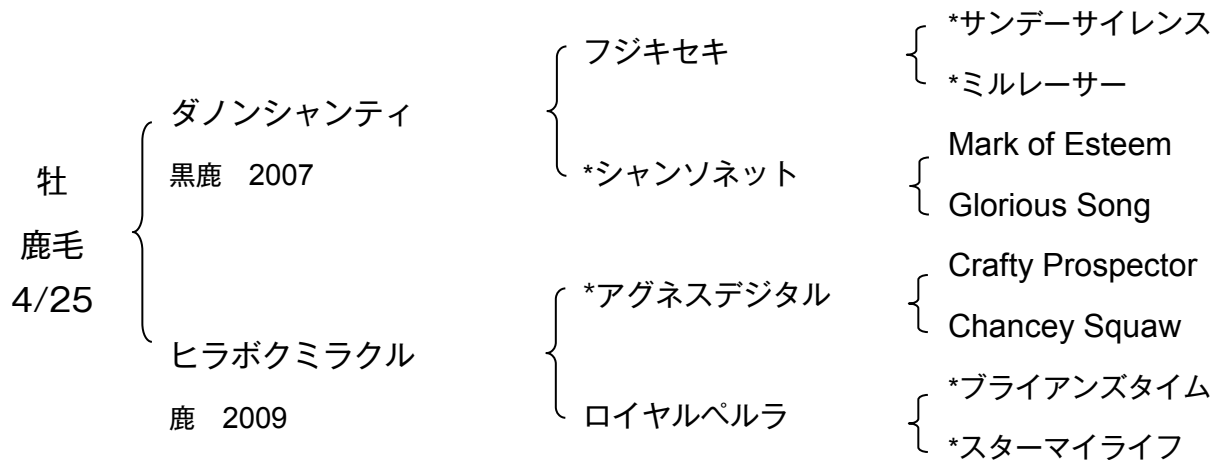 牡
鹿毛
4/25
ダノンシャンティ
黒鹿　2007
ヒラボクミラクル
鹿　2009
フジキセキ
*シャンソネット
*アグネスデジタル
ロイヤルペルラ
*サンデーサイレンス
*ミルレーサー
Mark of Esteem
Glorious Song
Crafty Prospector
Chancey Squaw
*ブライアンズタイム
*スターマイライフ